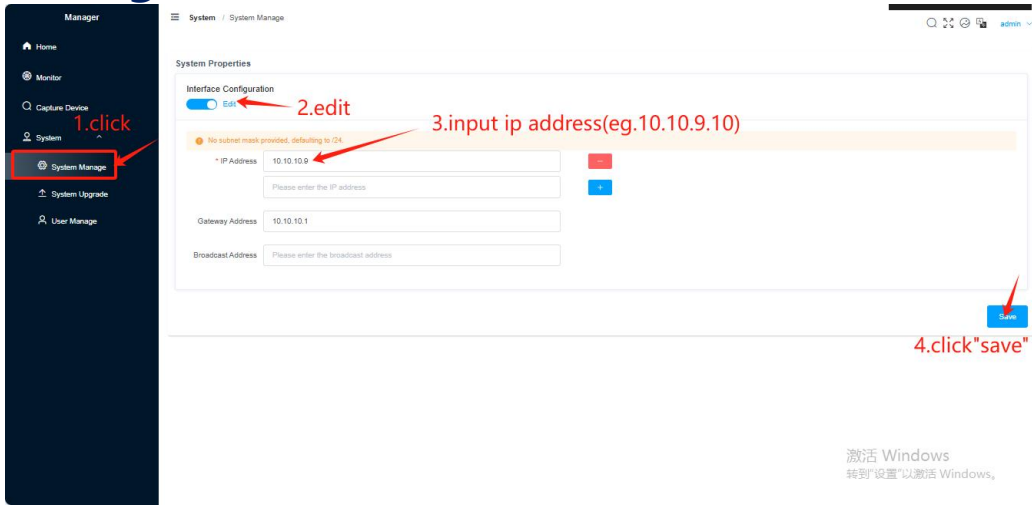 Manager
System / System Manage
admin
Home
Monitor
Capture Device
System
System Manage
System Upgrade
User Manage
1.click
System Properties
Interface Configuration
Edit
2.edit
3.input ip address(eg.10.10.9.10)
No subnet mask provided, defaulting to /24.
* IP Address 10.10.10.9 −
Please enter the IP address +
Gateway Address 10.10.10.1
Broadcast Address Please enter the broadcast address
Save
4.click"save"
激活 Windows
转到"设置"以激活 Windows。